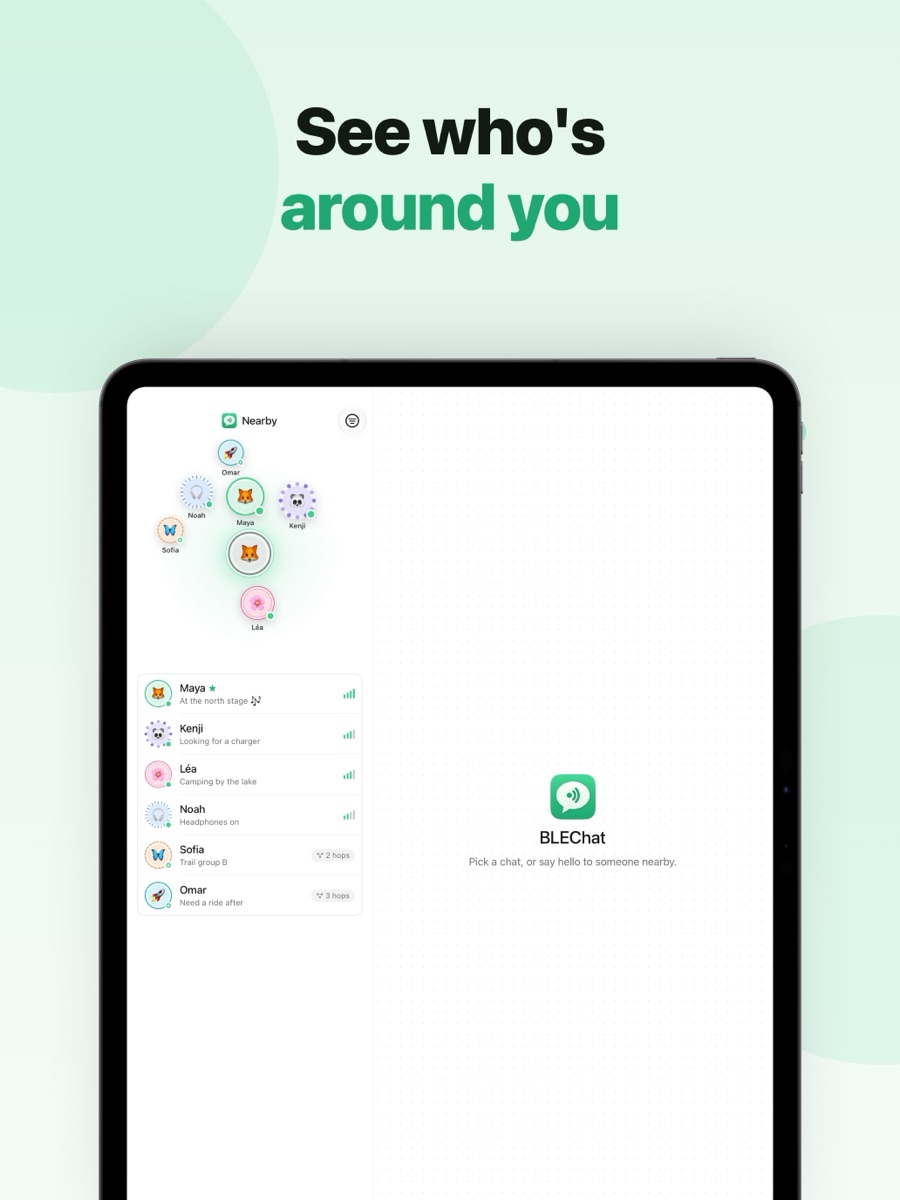 See who's
around you
Nearby
Omar
Noah
Maya
Kenji
Sofia
Léa
Maya ★
At the north stage 🎶
Kenji
Looking for a charger
Léa
Camping by the lake
Noah
Headphones on
Sofia
Trail group B
2 hops
Omar
Need a ride after
3 hops
BLEChat
Pick a chat, or say hello to someone nearby.